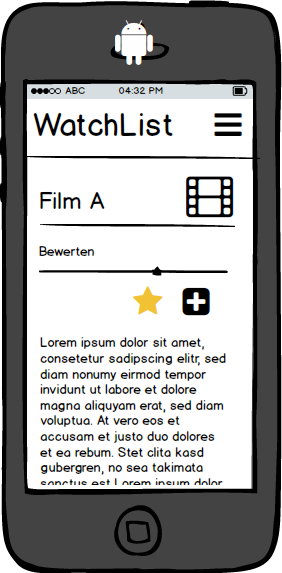 ABC 04:32 PM
WatchList
Film A
Bewerten
Lorem ipsum dolor sit amet,
consetetur sadipscing elitr, sed
diam nonumy eirmod tempor
invidunt ut labore et dolore
magna aliquyam erat, sed diam
voluptua. At vero eos et
accusam et justo duo dolores
et ea rebum. Stet clita kasd
gubergren, no sea takimata
sanctus est Lorem ipsum dolor